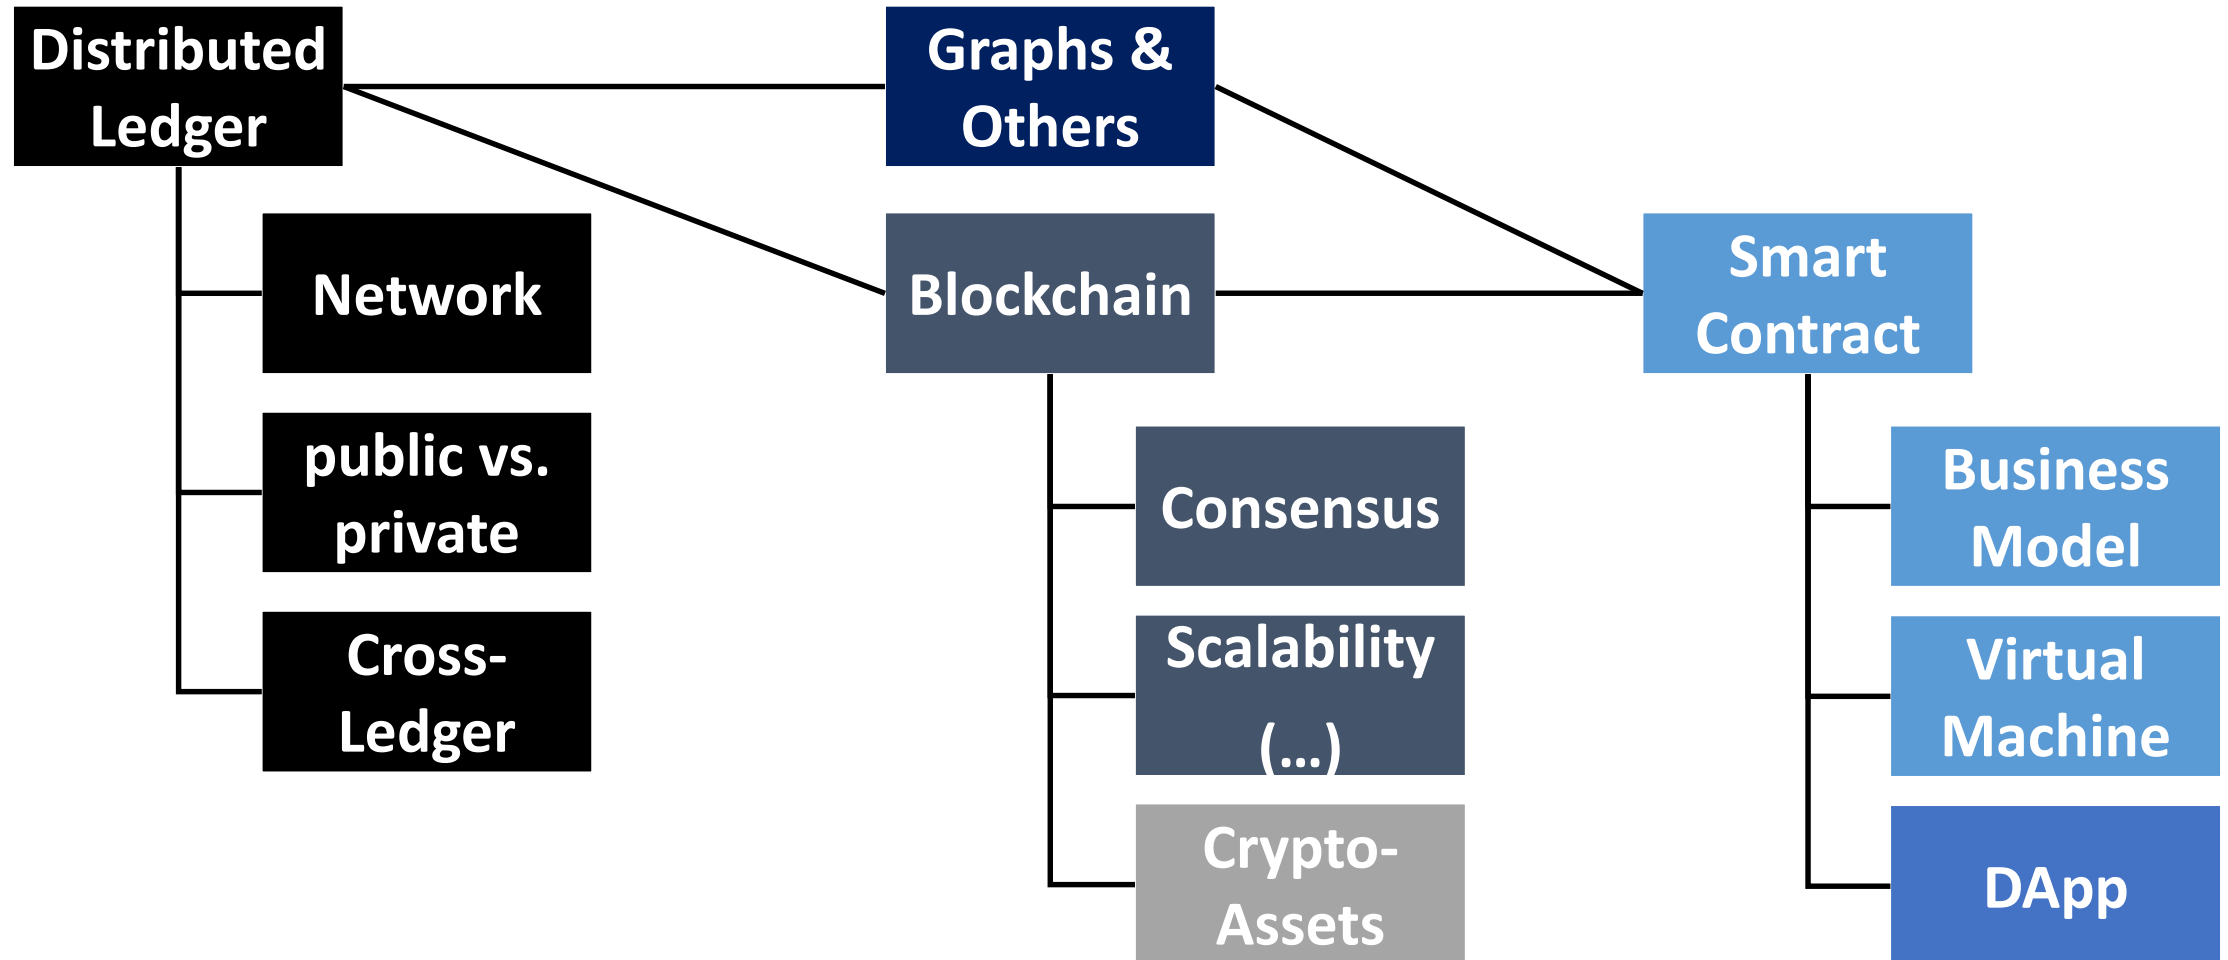 Distributed
Ledger
Network
public vs.
private
Cross-
Ledger
Graphs &
Others
Blockchain
Consensus
Scalability
(...)
Crypto-
Assets
Smart
Contract
Business
Model
Virtual
Machine
DApp